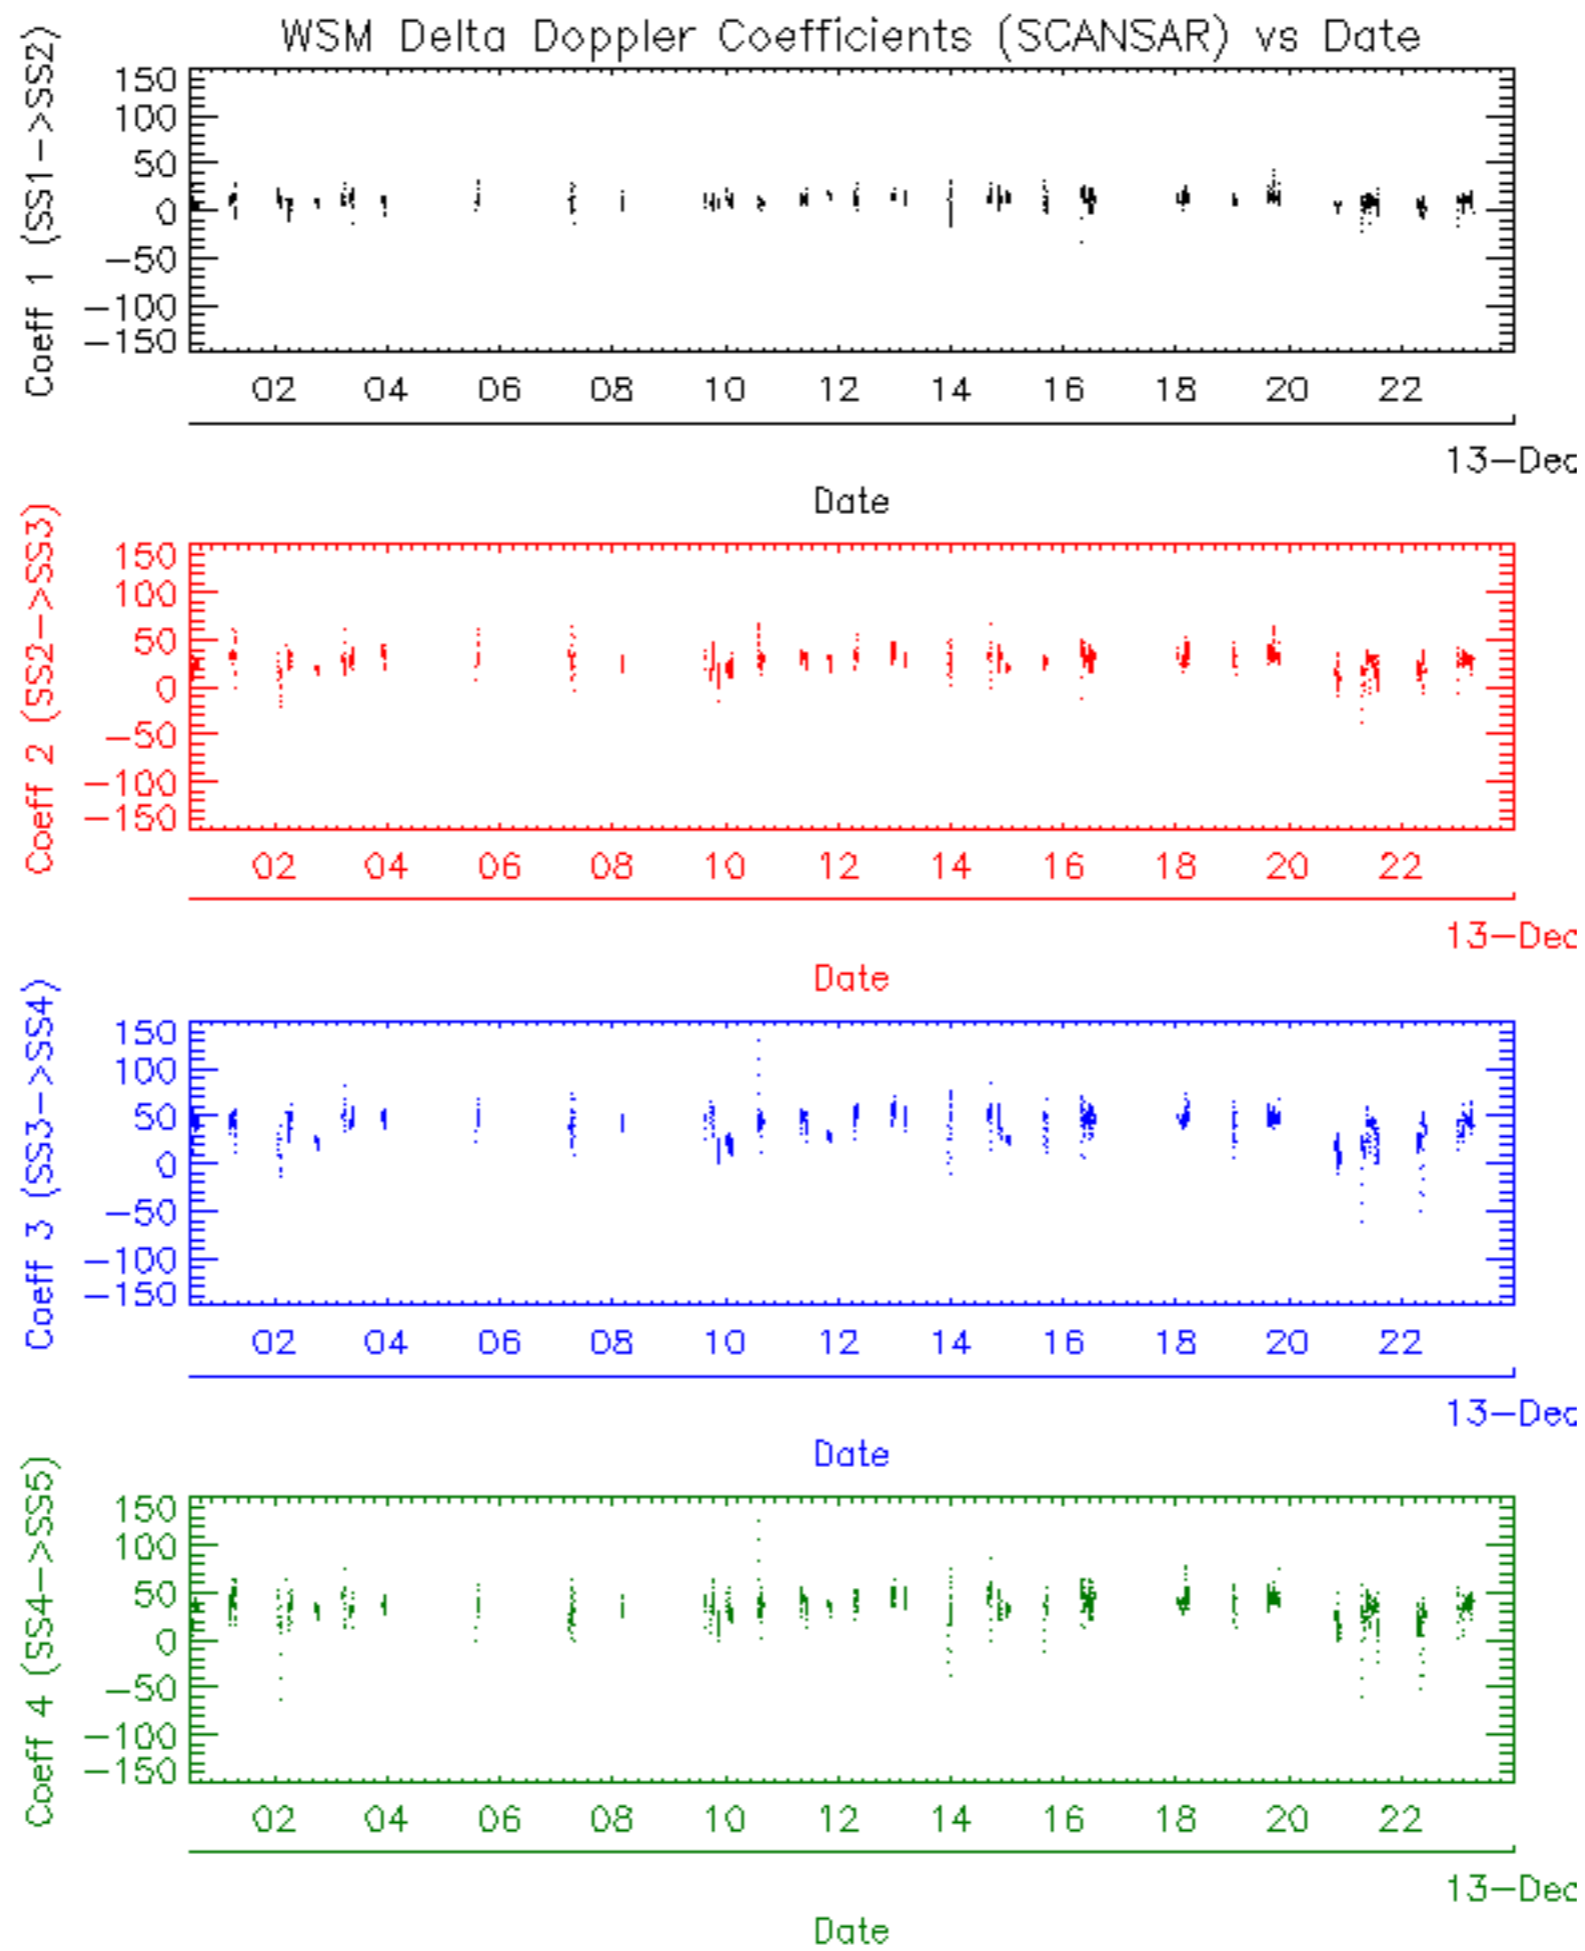 WSM Delta Doppler Coefficients (SCANSAR) vs Date
Coeff 1 (SS1->SS2)
150
100
50
0
-50
-100
-150
02 04 06 08 10 12 14 16 18 20 22
13-Dec
Date
Coeff 2 (SS2->SS3)
150
100
50
0
-50
-100
-150
02 04 06 08 10 12 14 16 18 20 22
13-Dec
Date
Coeff 3 (SS3->SS4)
150
100
50
0
-50
-100
-150
02 04 06 08 10 12 14 16 18 20 22
13-Dec
Date
Coeff 4 (SS4->SS5)
150
100
50
0
-50
-100
-150
02 04 06 08 10 12 14 16 18 20 22
13-Dec
Date